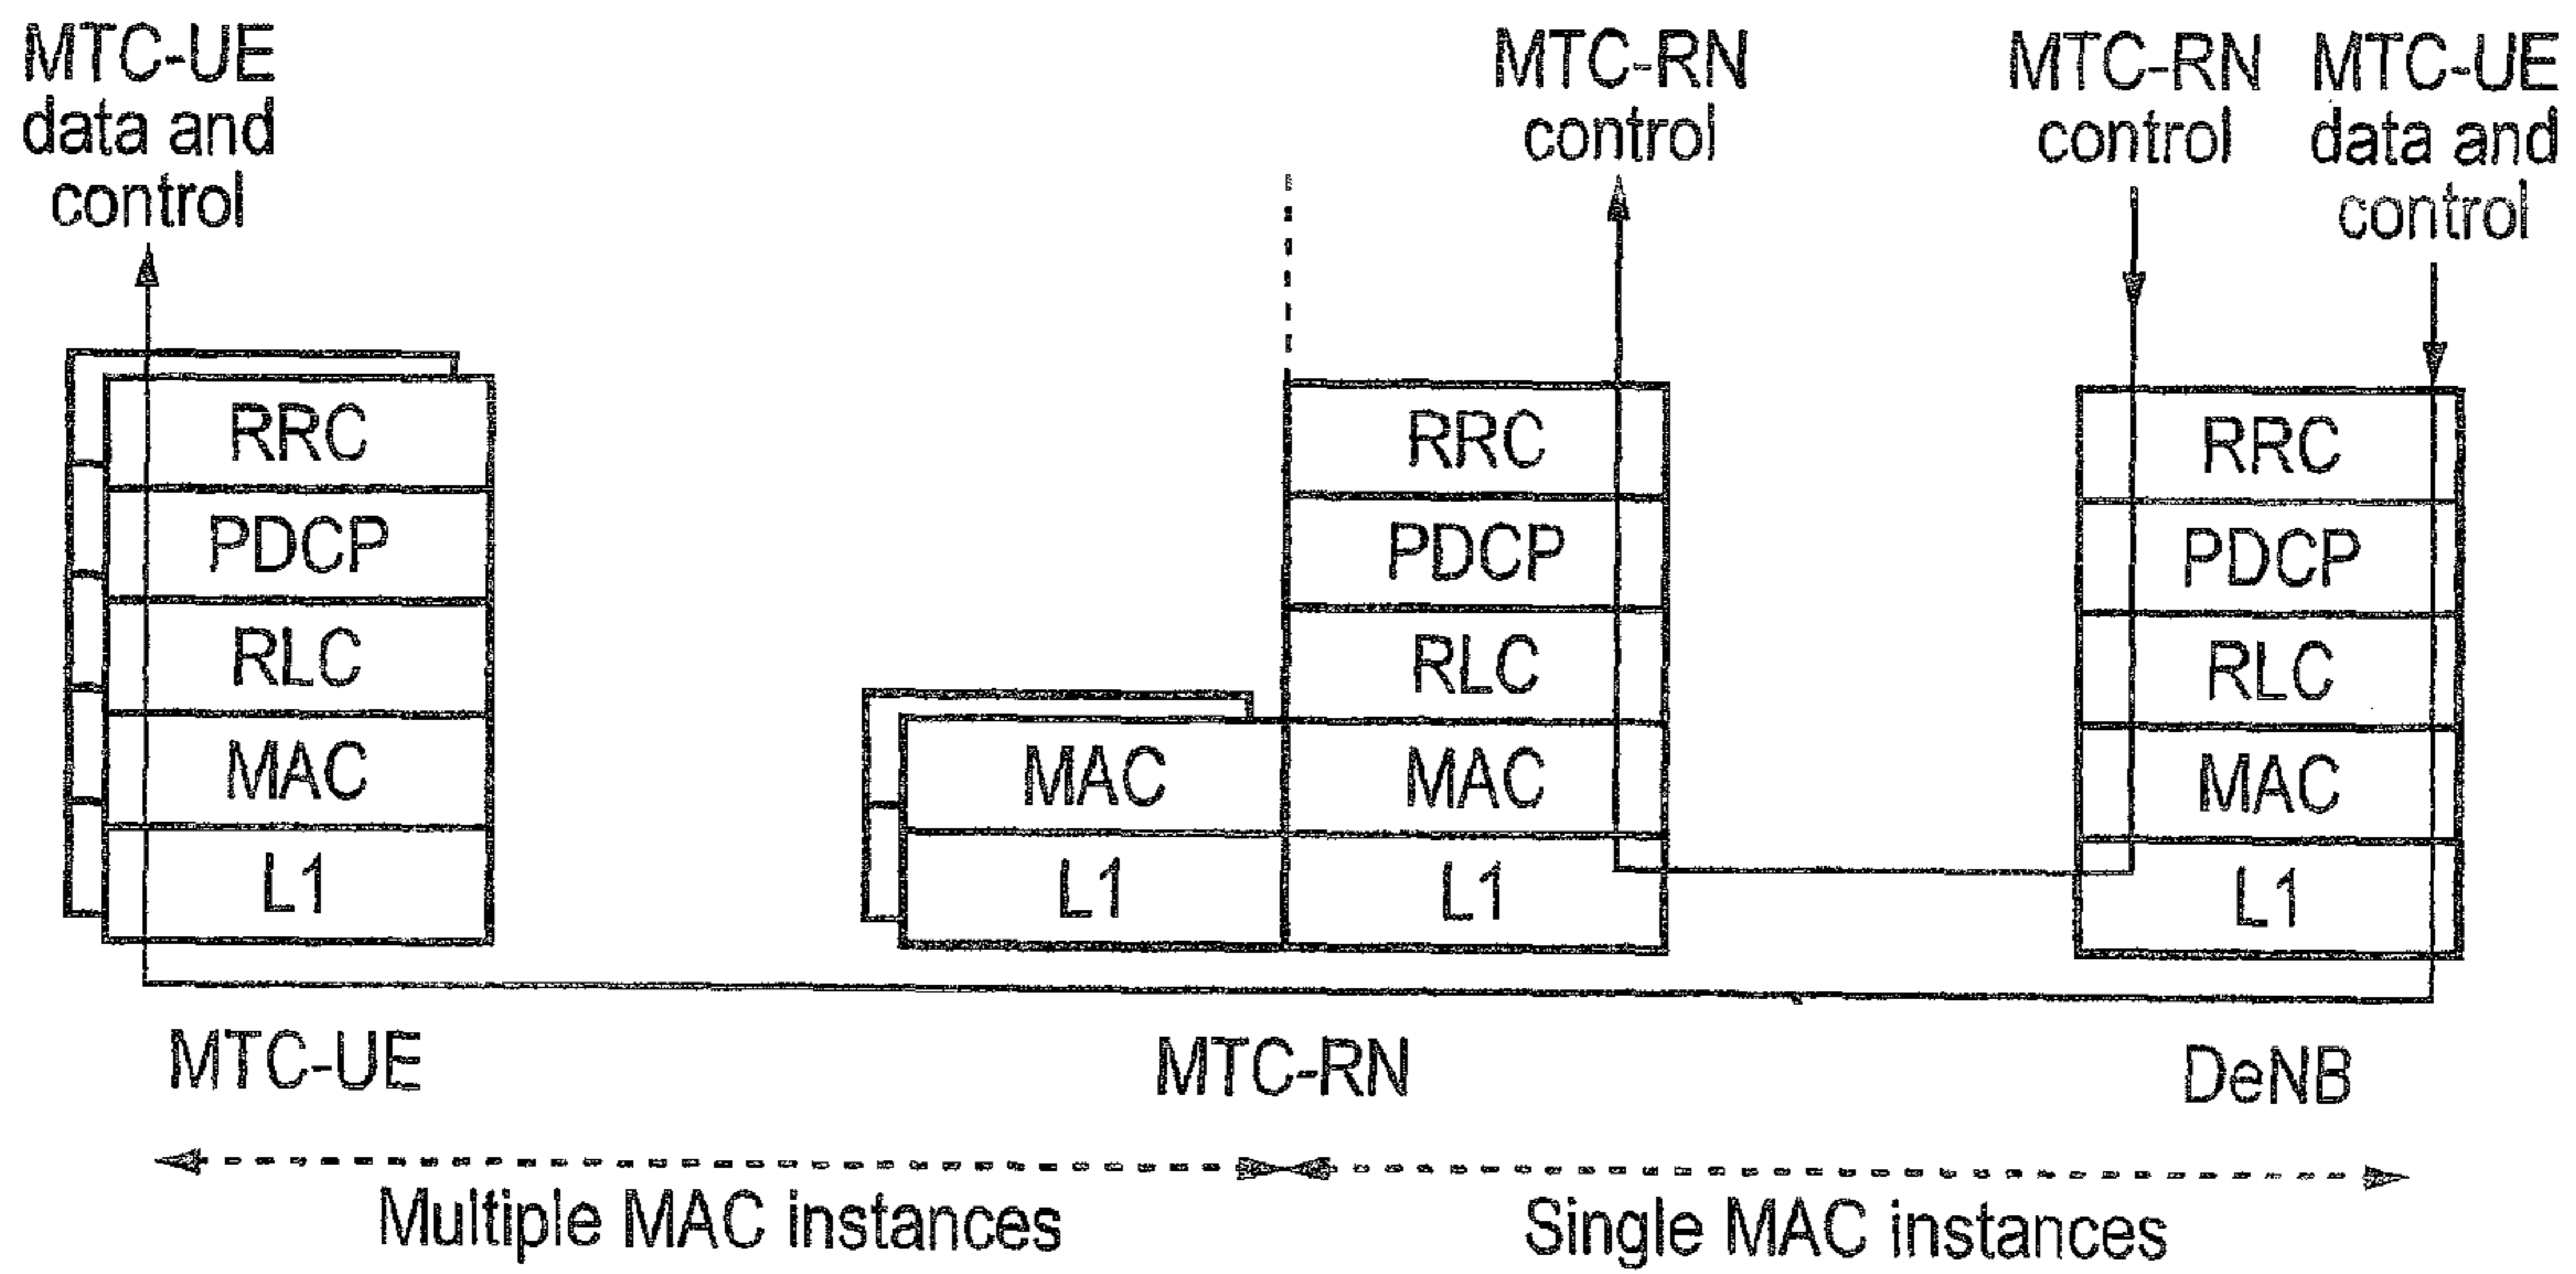 MTC-UE
data and
control
MTC-RN
control
MTC-RN
control
MTC-UE
data and
control
RRC
PDCP
RLC
MAC
L1
MAC
L1
RRC
PDCP
RLC
MAC
L1
RRC
PDCP
RLC
MAC
L1
MTC-UE
MTC-RN
DeNB
Multiple MAC instances
Single MAC instances